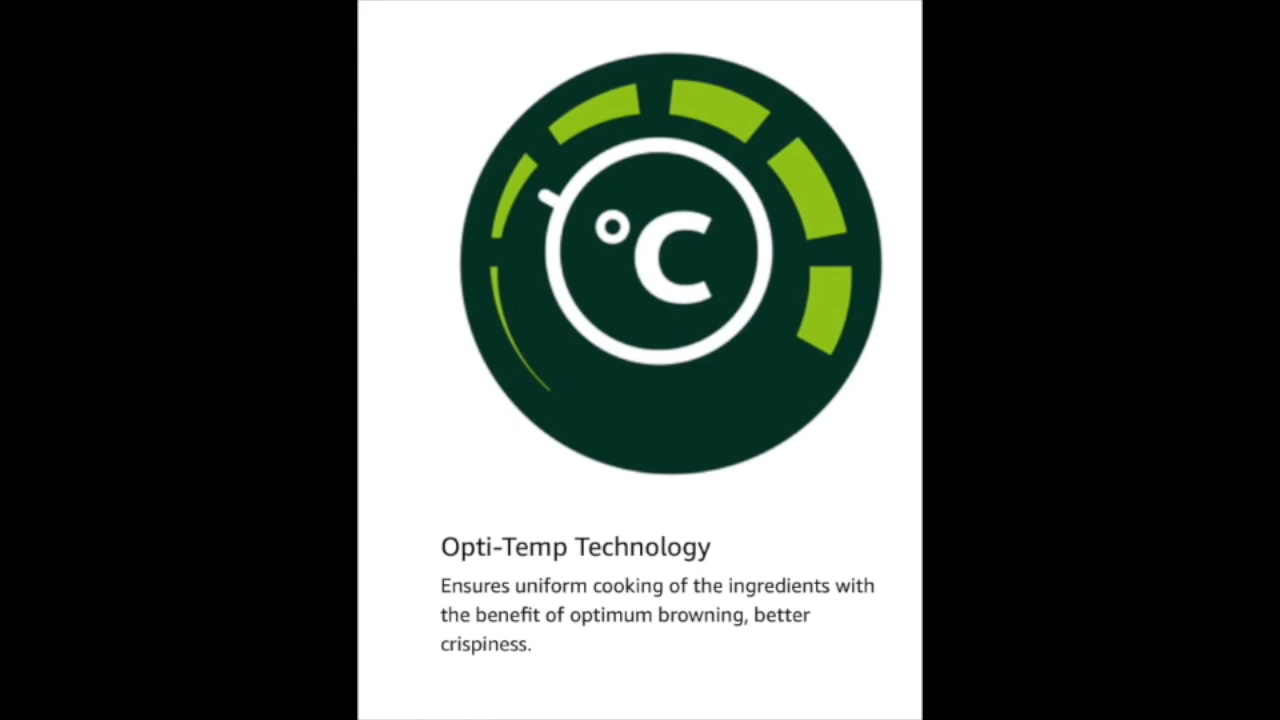 °C
Opti-Temp Technology
Ensures uniform cooking of the ingredients with
the benefit of optimum browning, better
crispiness.